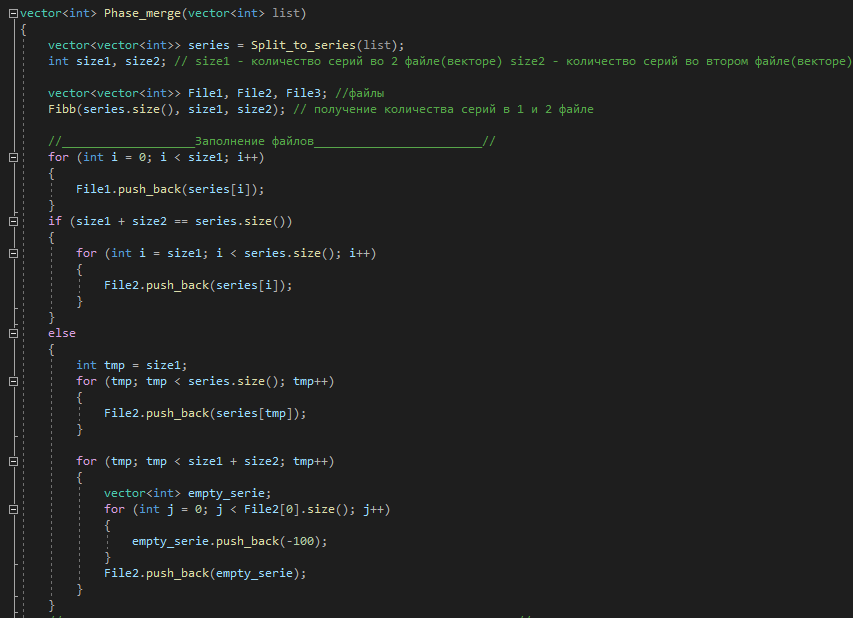 vector<int> Phase_merge(vector<int> list)
{
    vector<vector<int>> series = Split_to_series(list);
    int size1, size2; // size1 - количество серий во 2 файле(векторе) size2 - количество серий во втором файле(векторе)
    vector<vector<int>> File1, File2, File3; //файлы
    Fibb(series.size(), size1, size2); // получение количества серий в 1 и 2 файле
    //___________________Заполнение файлов________________________//
    for (int i = 0; i < size1; i++)
    {
        File1.push_back(series[i]);
    }
    if (size1 + size2 == series.size())
    {
        for (int i = size1; i < series.size(); i++)
        {
            File2.push_back(series[i]);
        }
    }
    else
    {
        int tmp = size1;
        for (tmp; tmp < series.size(); tmp++)
        {
            File2.push_back(series[tmp]);
        }
        for (tmp; tmp < size1 + size2; tmp++)
        {
            vector<int> empty_serie;
            for (int j = 0; j < File2[0].size(); j++)
            {
                empty_serie.push_back(-100);
            }
            File2.push_back(empty_serie);
        }
    }